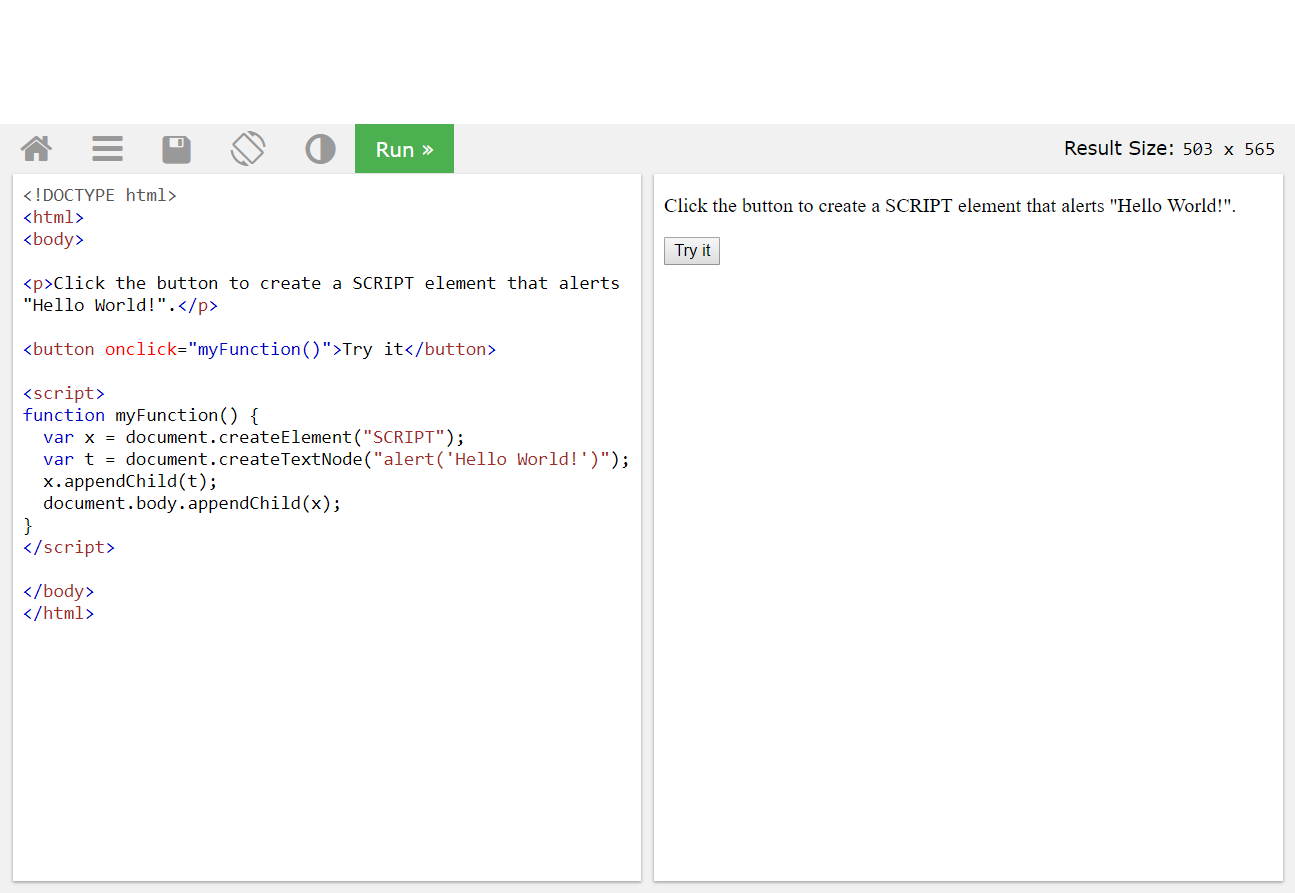 Run »
Result Size: 503 x 565
<!DOCTYPE html>
<html>
<body>
<p>Click the button to create a SCRIPT element that alerts
"Hello World!".</p>
<button onclick="myFunction()">Try it</button>
<script>
function myFunction() {
  var x = document.createElement("SCRIPT");
  var t = document.createTextNode("alert('Hello World!')");
  x.appendChild(t);
  document.body.appendChild(x);
}
</script>
</body>
</html>
Click the button to create a SCRIPT element that alerts "Hello World!".
Try it